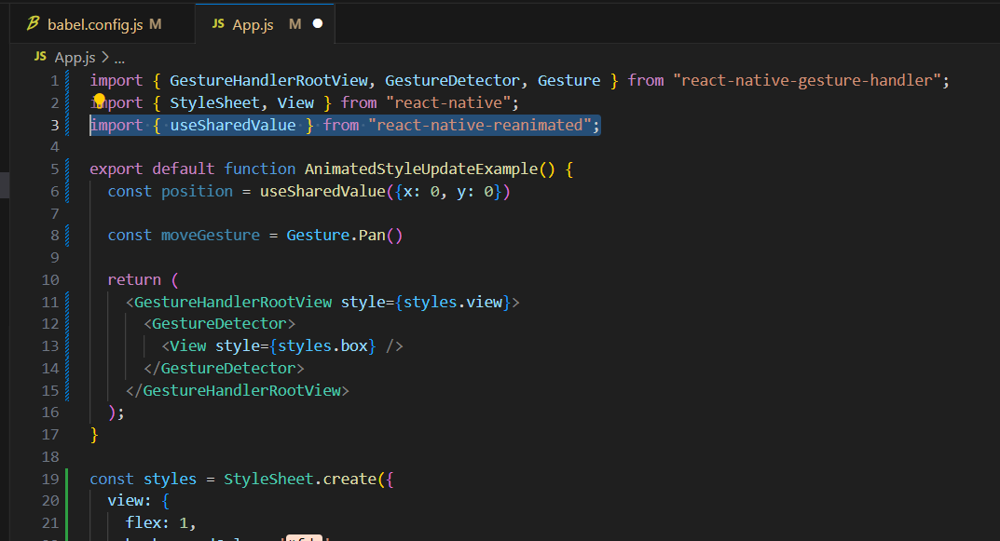 babel.config.js M
JS App.js M
JS App.js > ...
1 import { GestureHandlerRootView, GestureDetector, Gesture } from "react-native-gesture-handler";
2 import { StyleSheet, View } from "react-native";
3 import { useSharedValue } from "react-native-reanimated";
4
5 export default function AnimatedStyleUpdateExample() {
6 const position = useSharedValue({x: 0, y: 0})
7
8 const moveGesture = Gesture.Pan()
9
10 return (
11 <GestureHandlerRootView style={styles.view}>
12 <GestureDetector>
13 <View style={styles.box} />
14 </GestureDetector>
15 </GestureHandlerRootView>
16 );
17 }
18
19 const styles = StyleSheet.create({
20 view: {
21 flex: 1,